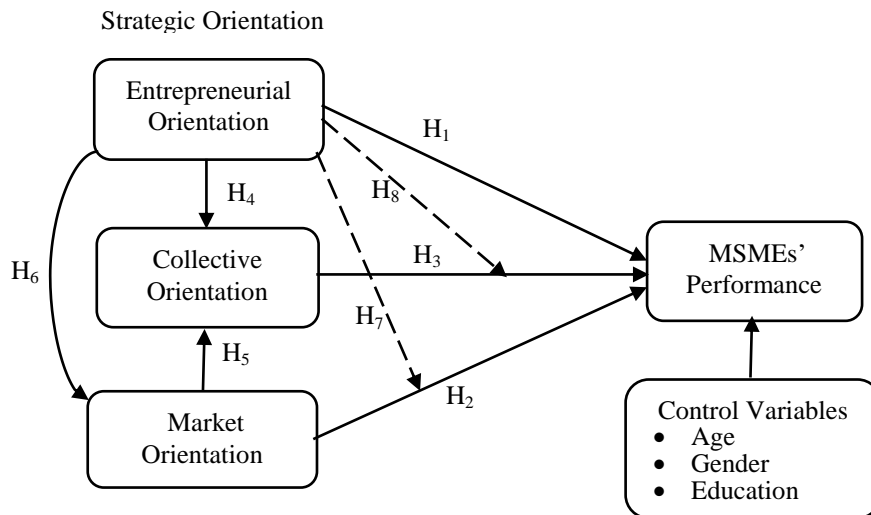 Strategic Orientation
Entrepreneurial
Orientation
H₁
H₈
H₄
Collective
Orientation
H₃
H₆
MSMEs’
Performance
H₇
H₅
H₂
Market
Orientation
Control Variables
• Age
• Gender
• Education